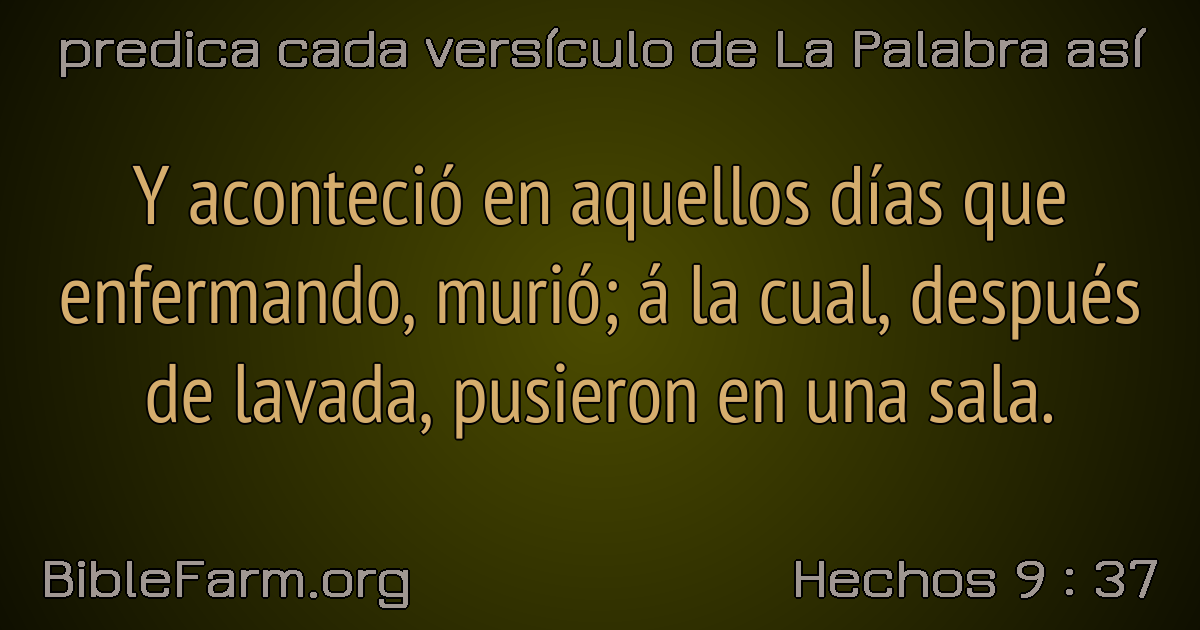 predica cada versículo de La Palabra así
Y aconteció en aquellos días que
enfermando, murió; á la cual, después
de lavada, pusieron en una sala.
BibleFarm.org
Hechos 9 : 37